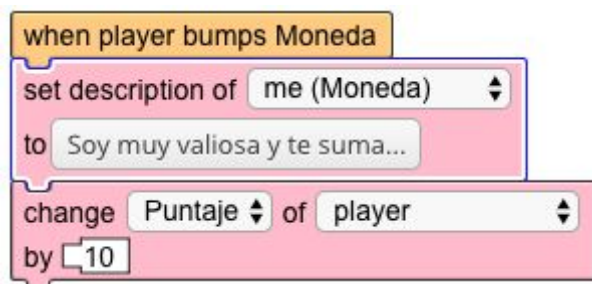 when player bumps Moneda
set description of me (Moneda)
to Soy muy valiosa y te suma...
change Puntaje of player
by 10